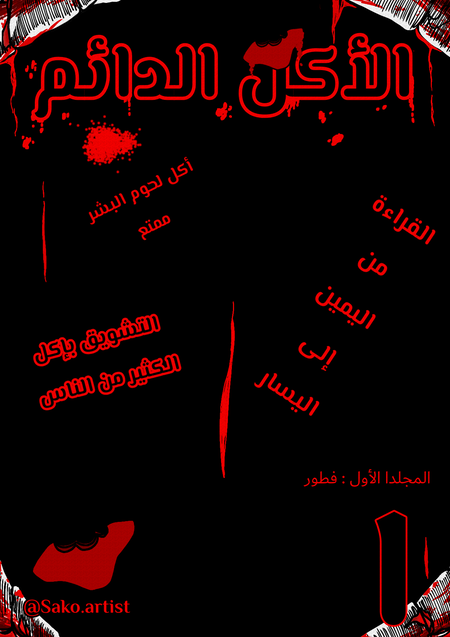 الأكل الدائم
أكل لحوم البشر
ممتع
القراءة
من
اليمين
إلى
اليسار
التشويق بإكل
الكثير من الناس
المجلدا الأول : فطور
1
@Sako.artist